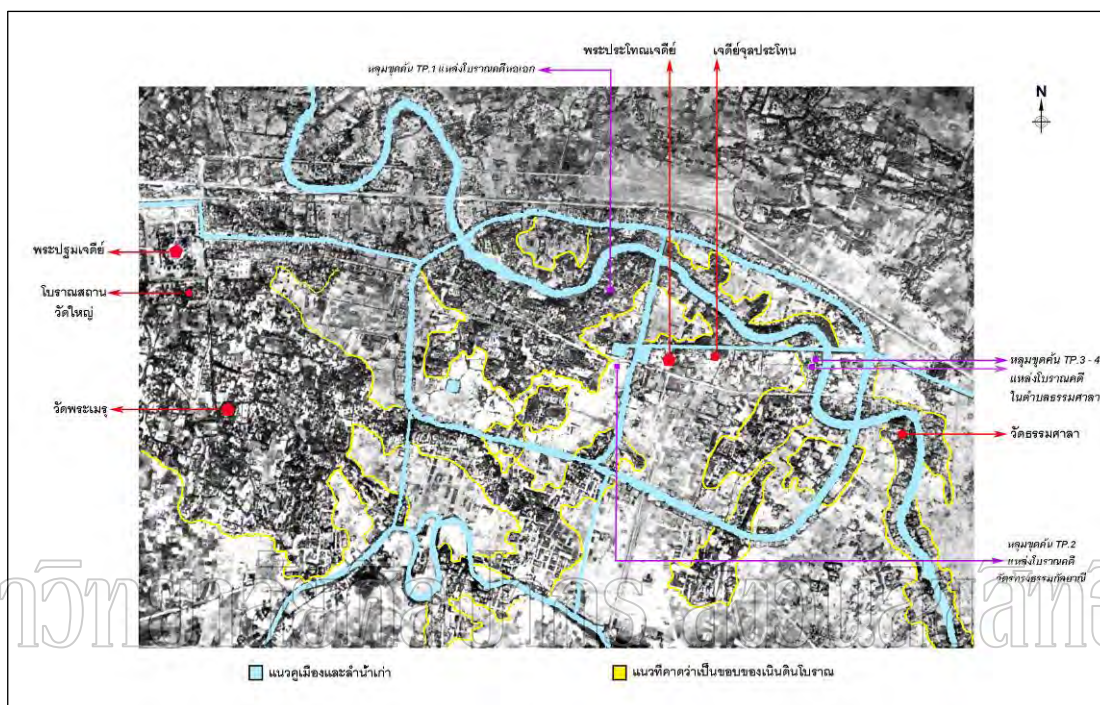 พระประโทณเจดีย์
เจดีย์จุลประโทน
หลุมขุดค้น TP.1 แหล่งโบราณคดีหอเอก
N
พระปฐมเจดีย์
โบราณสถาน
วัดใหญ่
วัดพระเมรุ
หลุมขุดค้น TP.3 - 4
แหล่งโบราณคดี
ในตำบลธรรมศาลา
วัดธรรมศาลา
หลุมขุดค้น TP.2
แหล่งโบราณคดี
แนวคูเมืองและลำน้ำเก่า
แนวที่คาดว่าเป็นขอบของเนินดินโบราณ